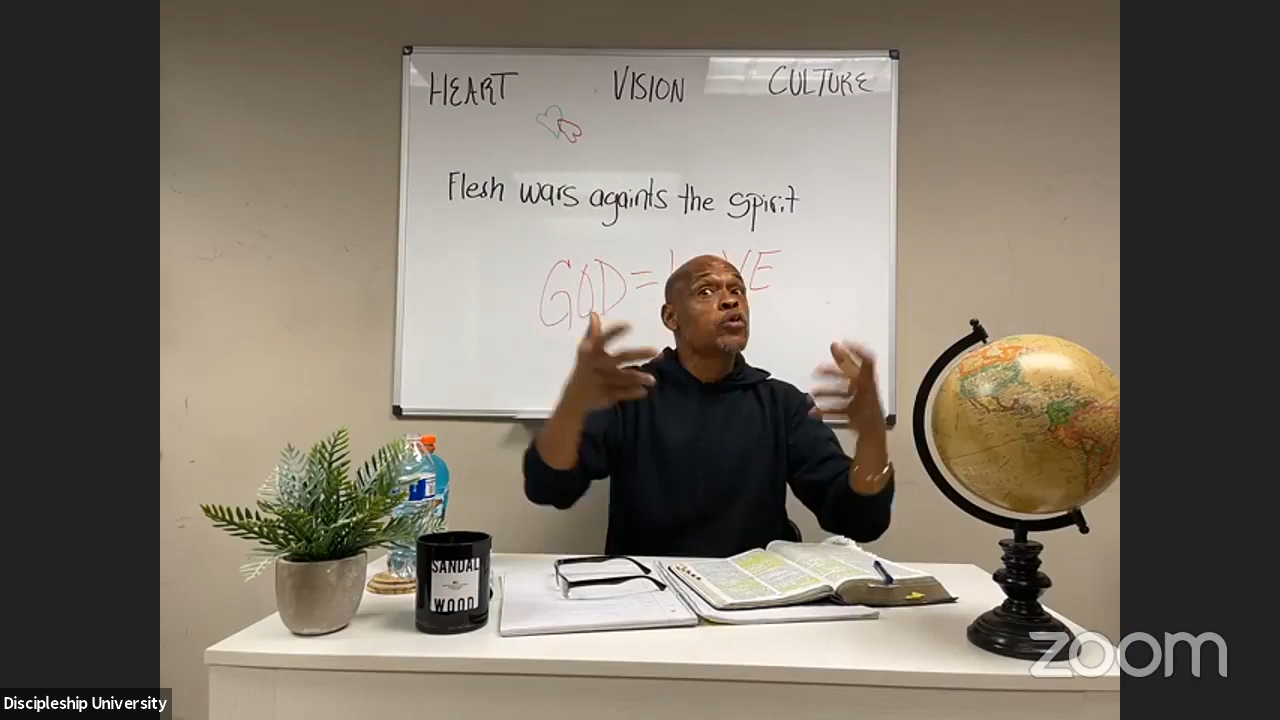 HEART VISION CULTURE
Flesh wars againts the spirit
GOD =
SANDAL
WOOD
zoom
Discipleship University